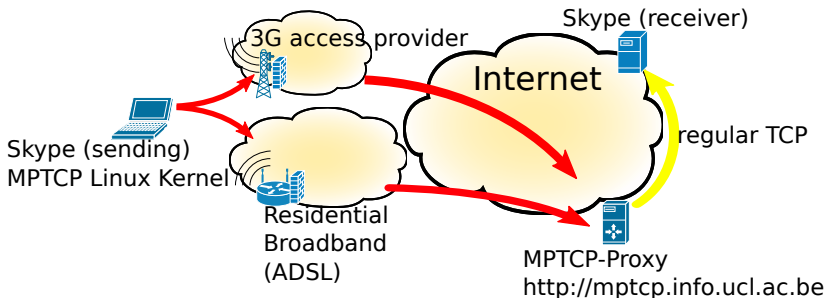 Skype (receiver)
3G access provider
Internet
regular TCP
Skype (sending)
MPTCP Linux Kernel
Residential
Broadband
(ADSL)
MPTCP-Proxy
http://mptcp.info.ucl.ac.be